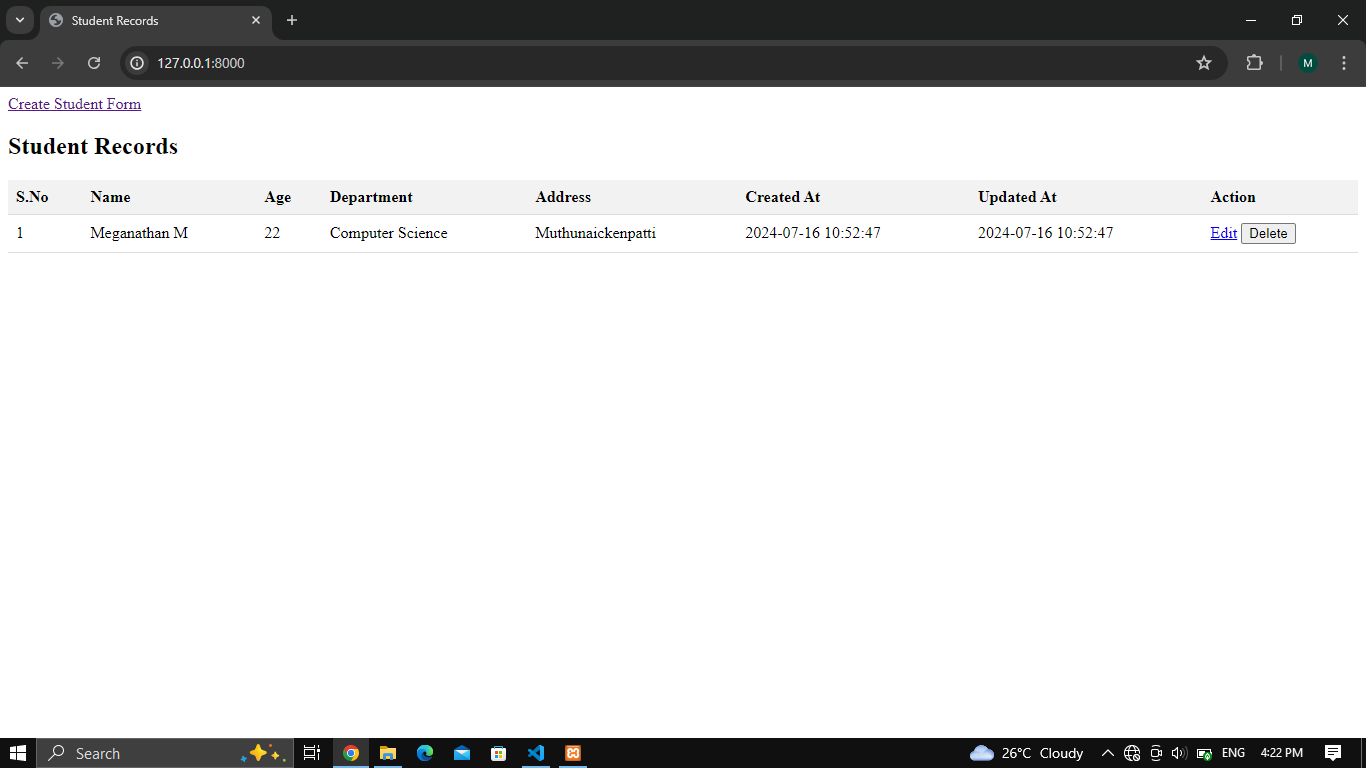 Student Records
127.0.0.1:8000
M
Create Student Form
Student Records
S.No Name Age Department Address Created At Updated At Action
1 Meganathan M 22 Computer Science Muthunaickenpatti 2024-07-16 10:52:47 2024-07-16 10:52:47 Edit Delete
Search 26°C Cloudy ENG 4:22 PM